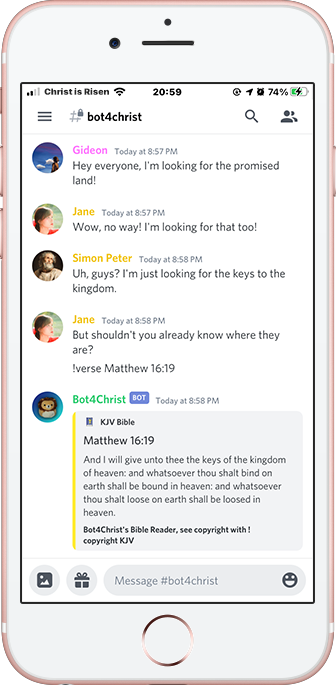 Christ is Risen 20:59 74%
# bot4christ
Gideon Today at 8:57 PM
Hey everyone, I'm looking for the promised
land!
Jane Today at 8:57 PM
Wow, no way! I'm looking for that too!
Simon Peter Today at 8:58 PM
Uh, guys? I'm just looking for the keys to the
kingdom.
Jane Today at 8:58 PM
But shouldn't you already know where they
are?
!verse Matthew 16:19
Bot4Christ BOT Today at 8:58 PM
KJV Bible
Matthew 16:19
And I will give unto thee the keys of the kingdom
of heaven: and whatsoever thou shalt bind on
earth shall be bound in heaven: and whatsoever
thou shalt loose on earth shall be loosed in
heaven.
Bot4Christ's Bible Reader, see copyright with !
copyright KJV
Message #bot4christ